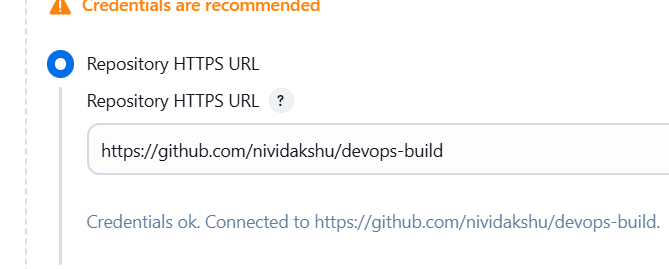 Credentials are recommended
Repository HTTPS URL
Repository HTTPS URL ?
https://github.com/nividakshu/devops-build
Credentials ok. Connected to https://github.com/nividakshu/devops-build.